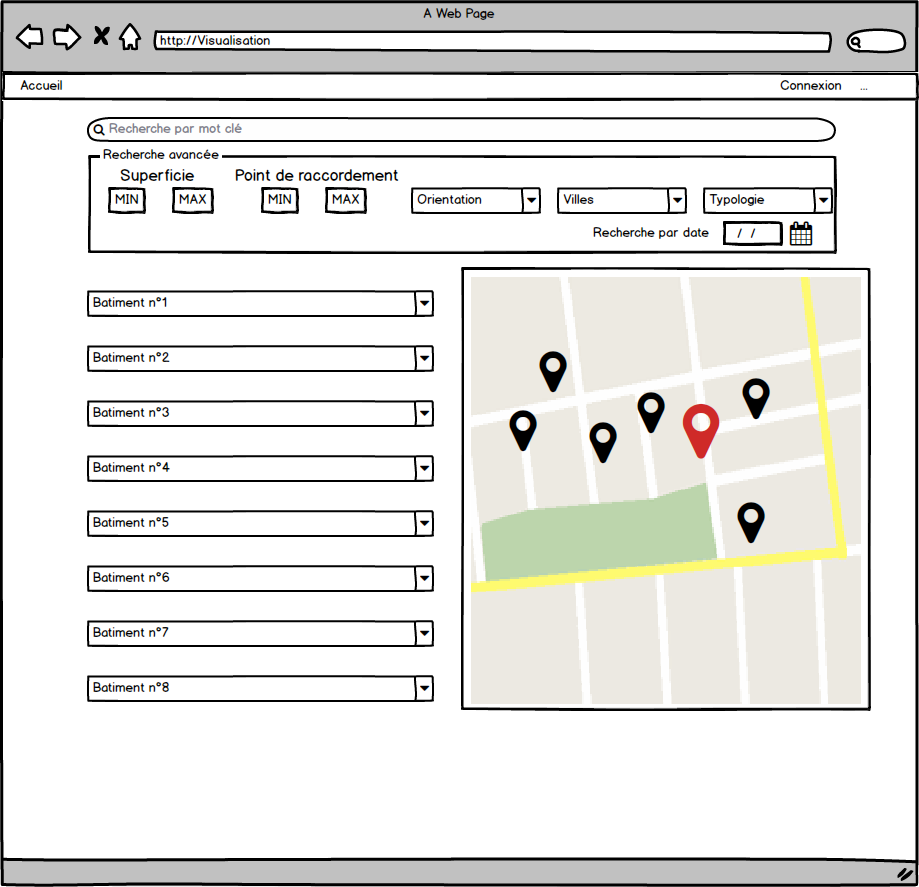 A Web Page
http://Visualisation
Accueil Connexion ...
Recherche par mot clé
Recherche avancée
Superficie Point de raccordement
MIN MAX MIN MAX Orientation Villes Typologie
Recherche par date / /
Batiment n°1
Batiment n°2
Batiment n°3
Batiment n°4
Batiment n°5
Batiment n°6
Batiment n°7
Batiment n°8